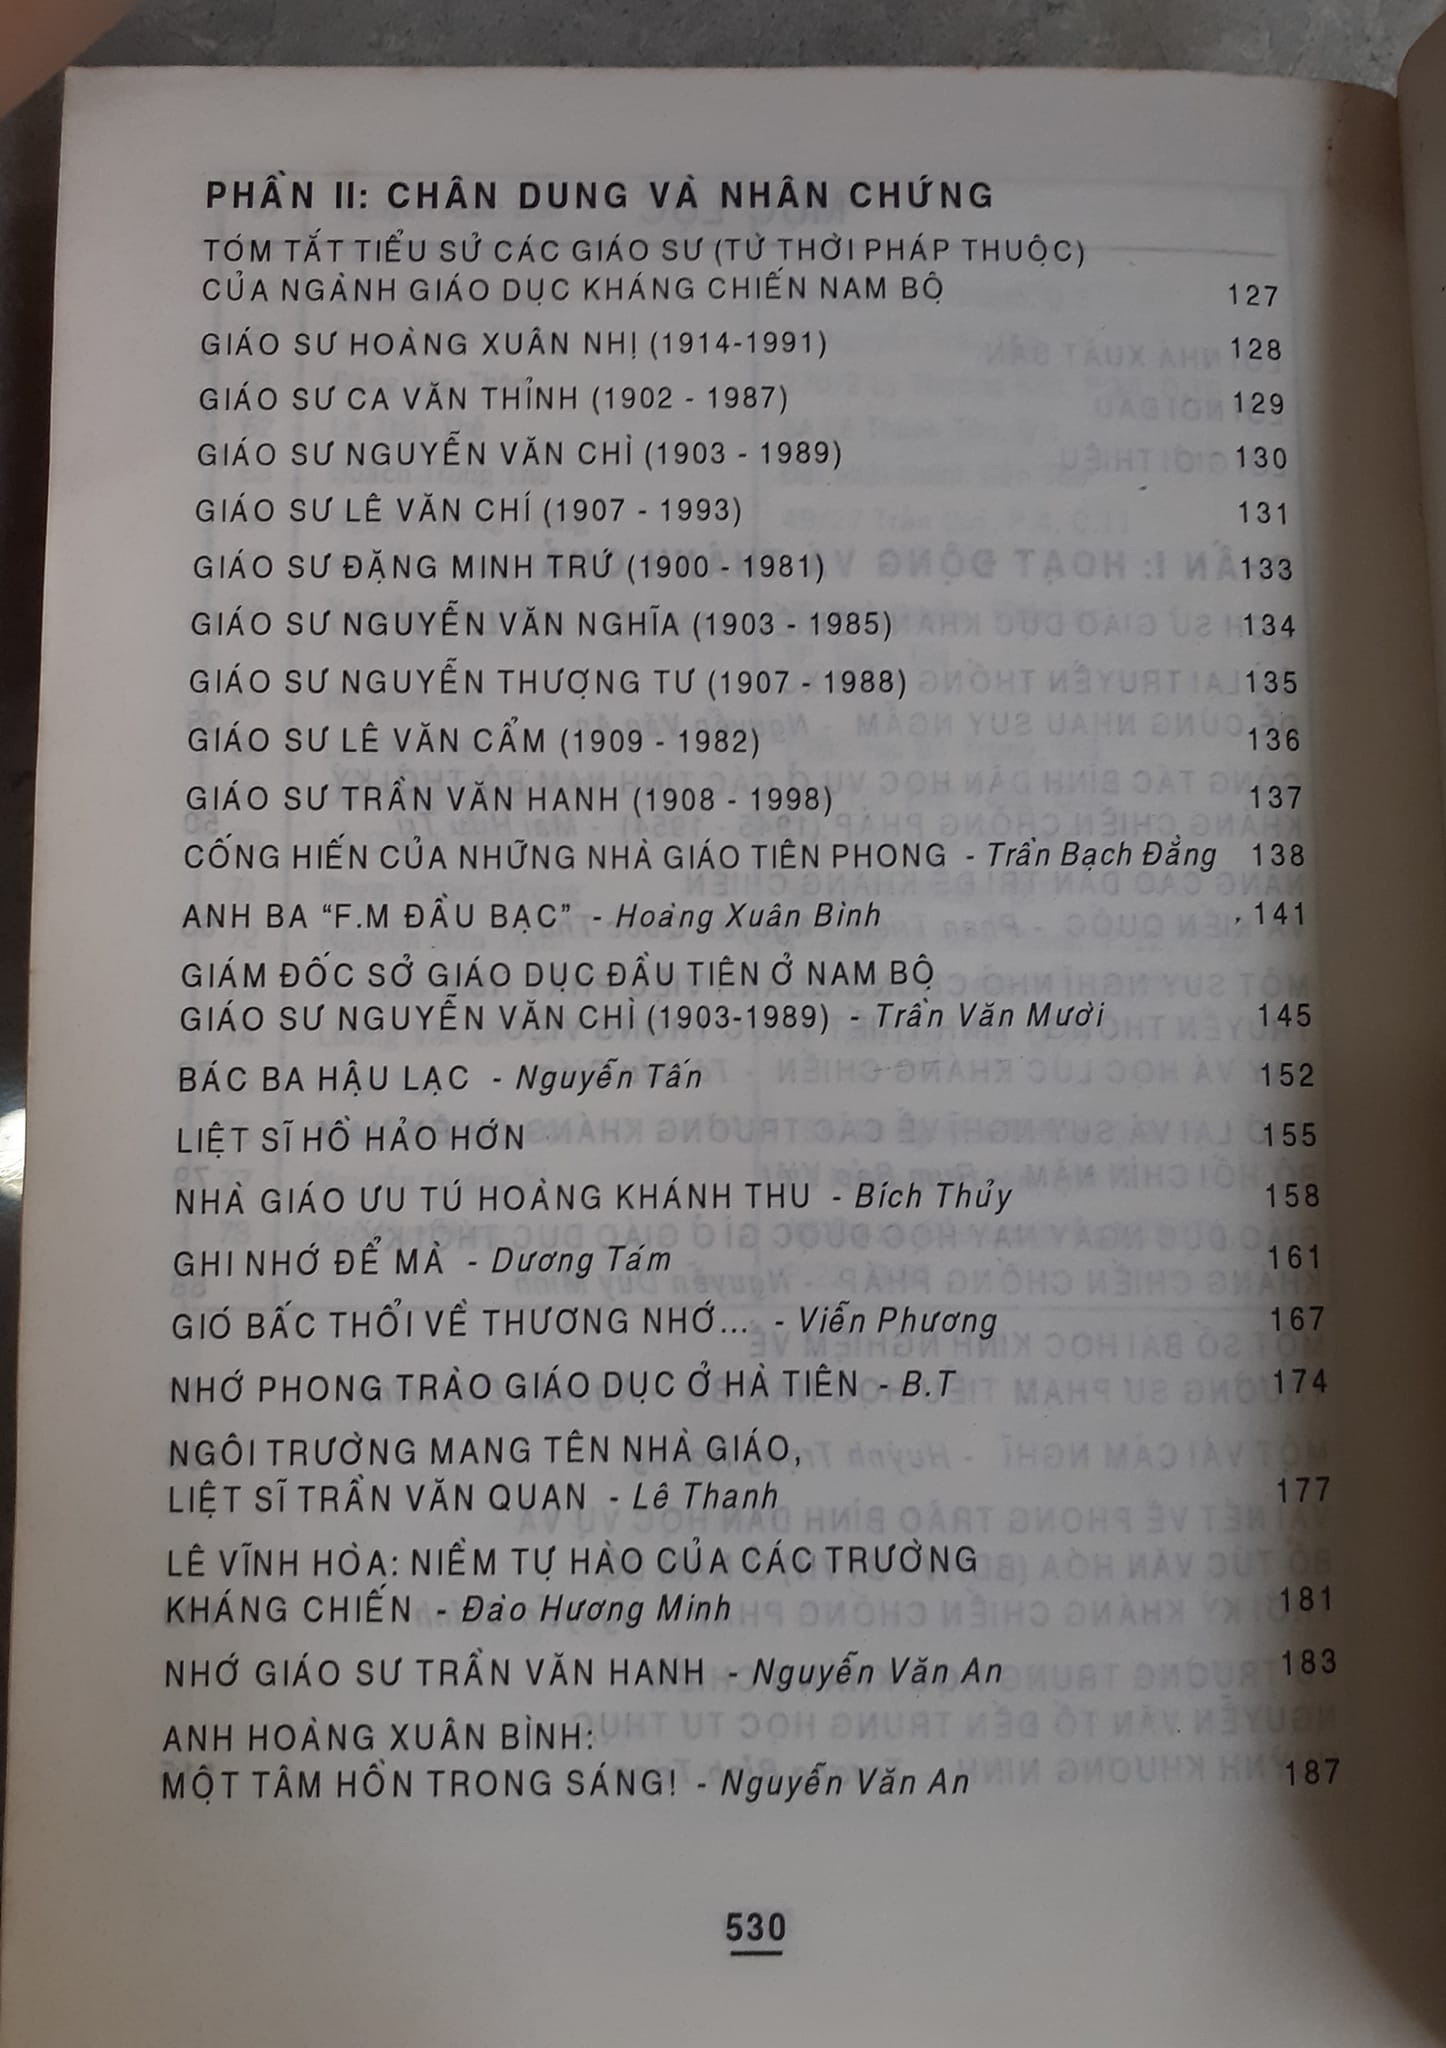 PHẦN II: CHÂN DUNG VÀ NHÂN CHỨNG
TÓM TẮT TIỂU SỬ CÁC GIÁO SƯ (TỪ THỜI PHÁP THUỘC)
CỦA NGÀNH GIÁO DỤC KHÁNG CHIẾN NAM BỘ 127
GIÁO SƯ HOÀNG XUÂN NHỊ (1914-1991) 128
GIÁO SƯ CA VĂN THỈNH (1902 - 1987) 129
GIÁO SƯ NGUYỄN VĂN CHÌ (1903 - 1989) 130
GIÁO SƯ LÊ VĂN CHÍ (1907 - 1993) 131
GIÁO SƯ ĐẶNG MINH TRỨ (1900 - 1981) 133
GIÁO SƯ NGUYỄN VĂN NGHĨA (1903 - 1985) 134
GIÁO SƯ NGUYỄN THƯỢNG TƯ (1907 - 1988) 135
GIÁO SƯ LÊ VĂN CẨM (1909 - 1982) 136
GIÁO SƯ TRẦN VĂN HANH (1908 - 1998) 137
CỐNG HIẾN CỦA NHỮNG NHÀ GIÁO TIÊN PHONG - Trần Bạch Đằng 138
ANH BA “F.M ĐẦU BẠC” - Hoàng Xuân Bình 141
GIÁM ĐỐC SỞ GIÁO DỤC ĐẦU TIÊN Ở NAM BỘ
GIÁO SƯ NGUYỄN VĂN CHÌ (1903-1989) - Trần Văn Mười 145
BÁC BA HẬU LẠC - Nguyễn Tấn 152
LIỆT SĨ HỒ HẢO HỚN 155
NHÀ GIÁO ƯU TÚ HOÀNG KHÁNH THU - Bích Thủy 158
GHI NHỚ ĐỂ MÀ - Dương Tám 161
GIÓ BẤC THỔI VỀ THƯƠNG NHỚ... - Viễn Phương 167
NHỚ PHONG TRÀO GIÁO DỤC Ở HÀ TIÊN - B.T 174
NGÔI TRƯỜNG MANG TÊN NHÀ GIÁO,
LIỆT SĨ TRẦN VĂN QUAN - Lê Thanh 177
LÊ VĨNH HÒA: NIỀM TỰ HÀO CỦA CÁC TRƯỜNG
KHÁNG CHIẾN - Đào Hương Minh 181
NHỚ GIÁO SƯ TRẦN VĂN HANH - Nguyễn Văn An 183
ANH HOÀNG XUÂN BÌNH:
MỘT TÂM HỒN TRONG SÁNG! - Nguyễn Văn An 187
530